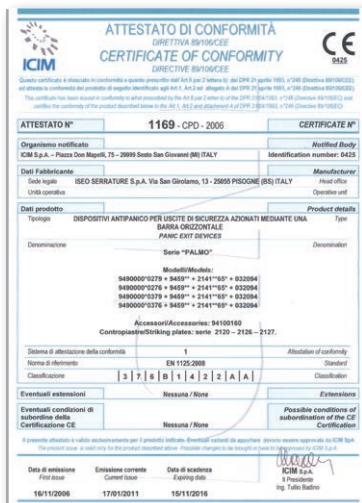 ATTESTATO DI CONFORMITÀ
DIRETTIVA 89/106/CEE
CERTIFICATE OF CONFORMITY
DIRECTIVE 89/106/EC
ICIM
CE
0425
ATTESTATO N° 1169 - CPD - 2006 CERTIFICATE N°
Organismo notificato Notified Body
ICIM S.p.A. – Piazza Don Mapelli, 75 – 20099 Sesto San Giovanni (MI) ITALY Identification number: 0425
Dati Fabbricante Manufacturer
Sede legale ISEO SERRATURE S.p.A. Via San Girolamo, 13 - 25055 PISOGNE (BS) ITALY Head office
Unità operativa Operative unit
Dati prodotto Product details
Tipologia DISPOSITIVI ANTIPANICO PER USCITE DI SICUREZZA AZIONATI MEDIANTE UNA Type
BARRA ORIZZONTALE
PANIC EXIT DEVICES
Denominazione Denomination
Serie "PALMO"
Modelli/Models:
9490000*0279 + 9459** + 2141**65* + 032094
9490000*0376 + 9459** + 2141**65* + 032094
9490000*1376 + 9459** + 2141**65* + 032094
9490000*1276 + 9459** + 2141**65* + 032094
Accessori/Accessories: 94100160
Contropiastre/Striking plates: serie 2120 – 2126 – 2127.
Sistema di attestazione della conformità 1 Attestation of conformity
Norma di riferimento EN 1125:2008 Standard
Classificazione | 3 | 7 | 6 | B | 1 | 4 | 2 | 2 | A | A | Classification
Eventuali estensioni Nessuna / None Extensions
Eventuali condizioni di Possible conditions of
subordine della subordination of the CE
Certificazione CE Nessuna / None Certification
Data di emissione Emissione corrente Data di scadenza
First issue Current issue Expiring date
16/11/2006 17/01/2011 15/11/2016
ICIM S.p.A.
Il Presidente
Ing. Tullio Badino